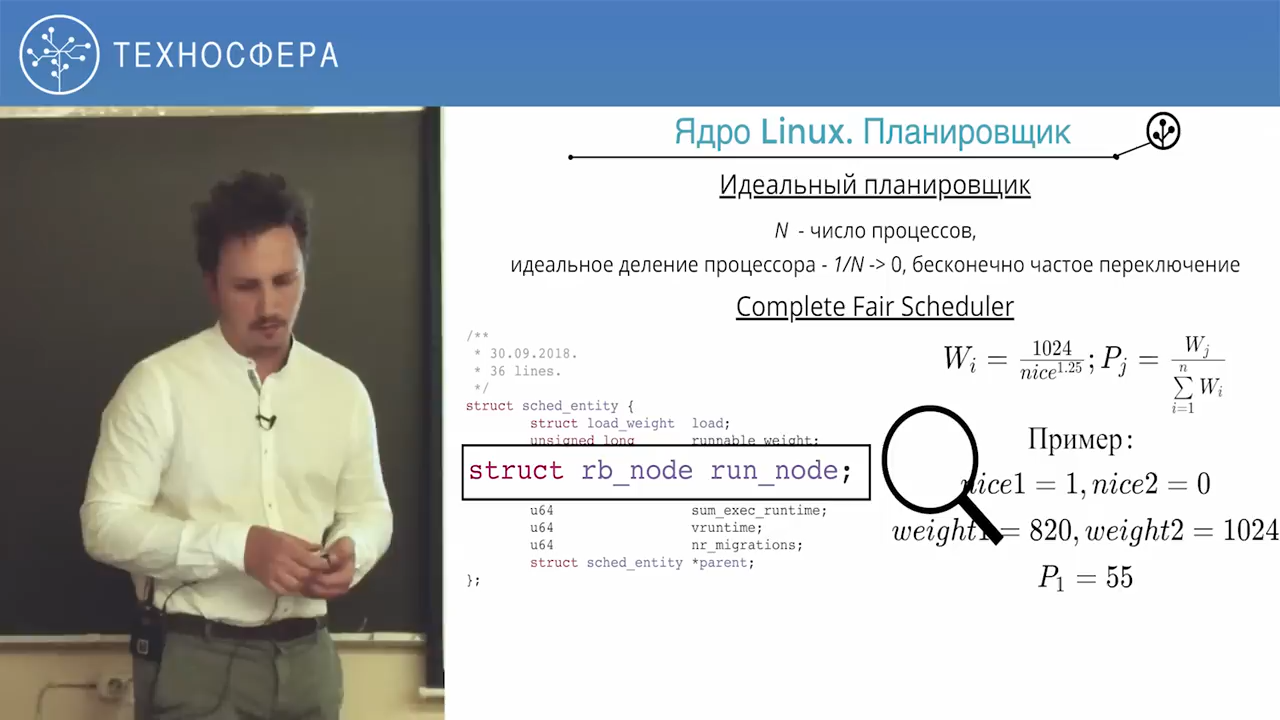 ТЕХНОСФЕРА
Ядро Linux. Планировщик
Идеальный планировщик
N - число процессов,
идеальное деление процессора - 1/N -> 0, бесконечно частое переключение
Complete Fair Scheduler
/**
* 30.09.2018.
* 36 lines.
*/
struct sched_entity {
struct load_weight load;
unsigned long runnable_weight;
struct rb_node run_node;
u64 sum_exec_runtime;
u64 vruntime;
u64 nr_migrations;
struct sched_entity *parent;
};
W_i = 1024 / nice^1.25 ; P_j = W_j / \sum_{i=1}^{n} W_i
Пример:
nice1 = 1, nice2 = 0
weight1 = 820, weight2 = 1024
P_1 = 55